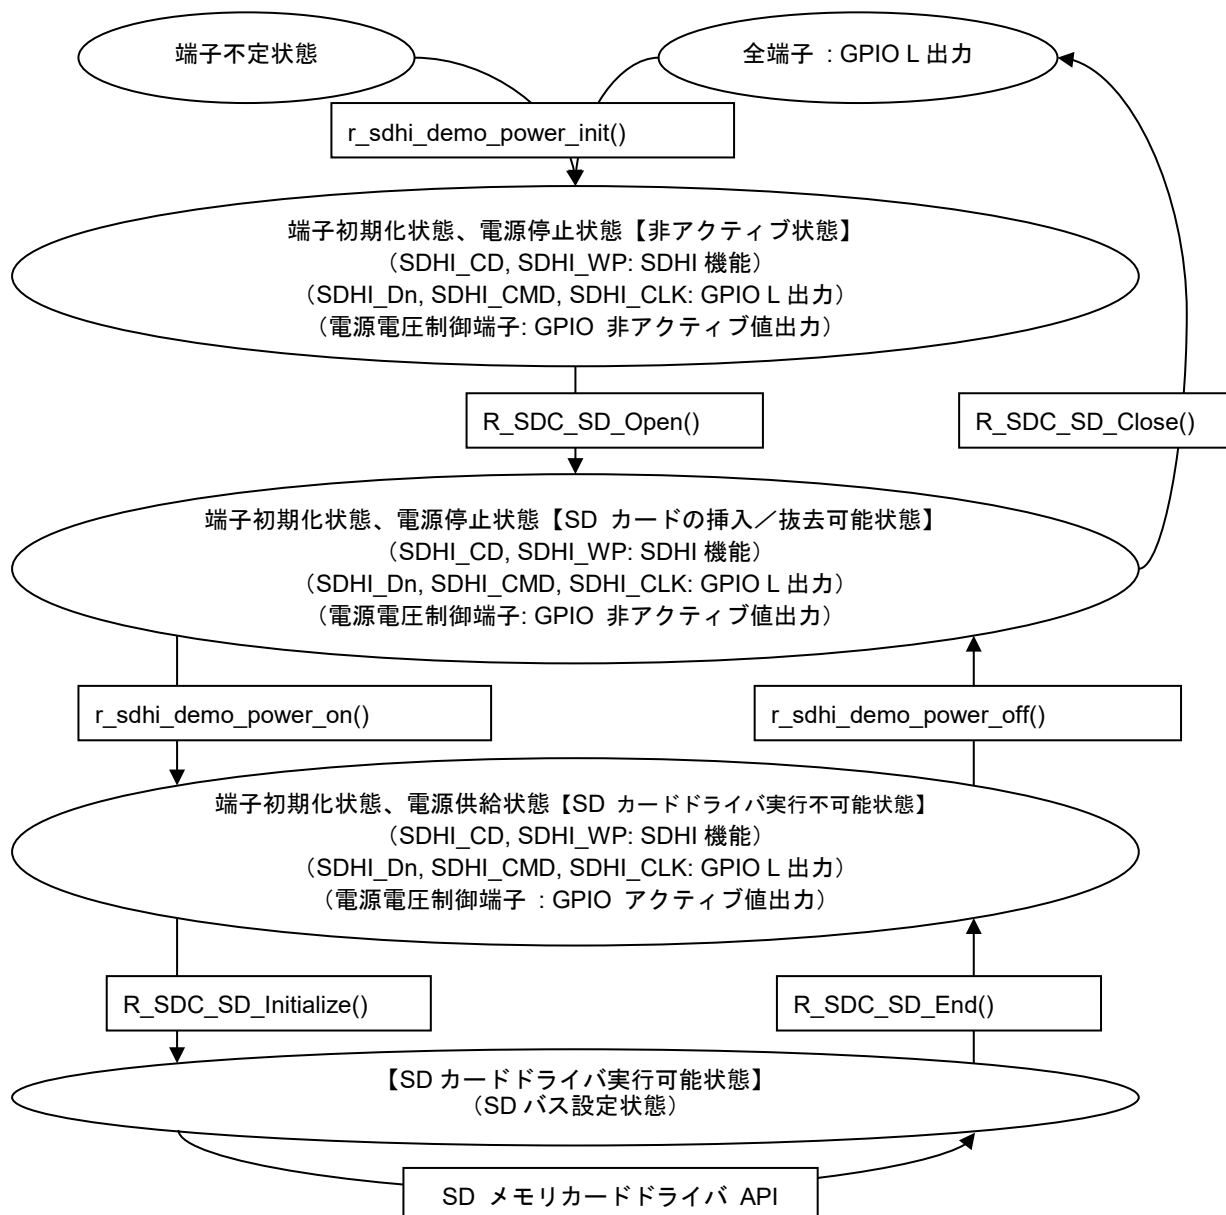 端子不定状態
全端子 : GPIO L 出力
r_sdhi_demo_power_init()
端子初期化状態、電源停止状態【非アクティブ状態】
（SDHI_CD, SDHI_WP: SDHI 機能）
（SDHI_Dn, SDHI_CMD, SDHI_CLK: GPIO L 出力）
（電源電圧制御端子: GPIO 非アクティブ値出力）
R_SDC_SD_Open()
R_SDC_SD_Close()
端子初期化状態、電源停止状態【SD カードの挿入／抜去可能状態】
（SDHI_CD, SDHI_WP: SDHI 機能）
（SDHI_Dn, SDHI_CMD, SDHI_CLK: GPIO L 出力）
（電源電圧制御端子: GPIO 非アクティブ値出力）
r_sdhi_demo_power_on()
r_sdhi_demo_power_off()
端子初期化状態、電源供給状態【SD カードドライバ実行不可能状態】
（SDHI_CD, SDHI_WP: SDHI 機能）
（SDHI_Dn, SDHI_CMD, SDHI_CLK: GPIO L 出力）
（電源電圧制御端子 : GPIO アクティブ値出力）
R_SDC_SD_Initialize()
R_SDC_SD_End()
【SD カードドライバ実行可能状態】
（SD バス設定状態）
SD メモリカードドライバ API